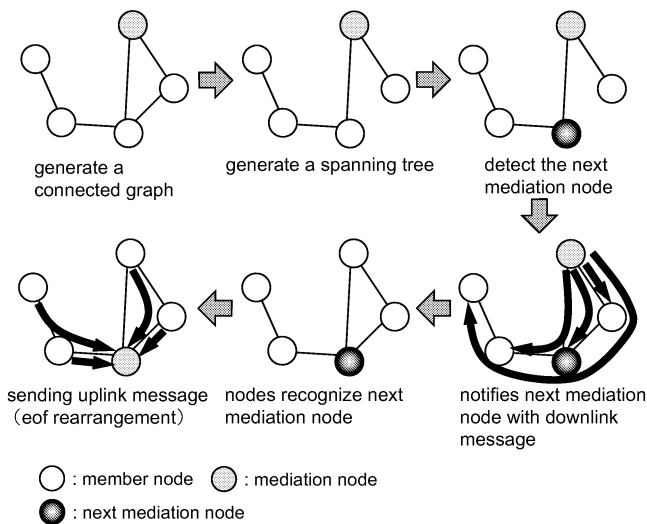 generate a
connected graph
generate a spanning tree
detect the next
mediation node
sending uplink message
(eof rearrangement)
nodes recognize next
mediation node
notifies next mediation
node with downlink
message
: member node
: mediation node
: next mediation node